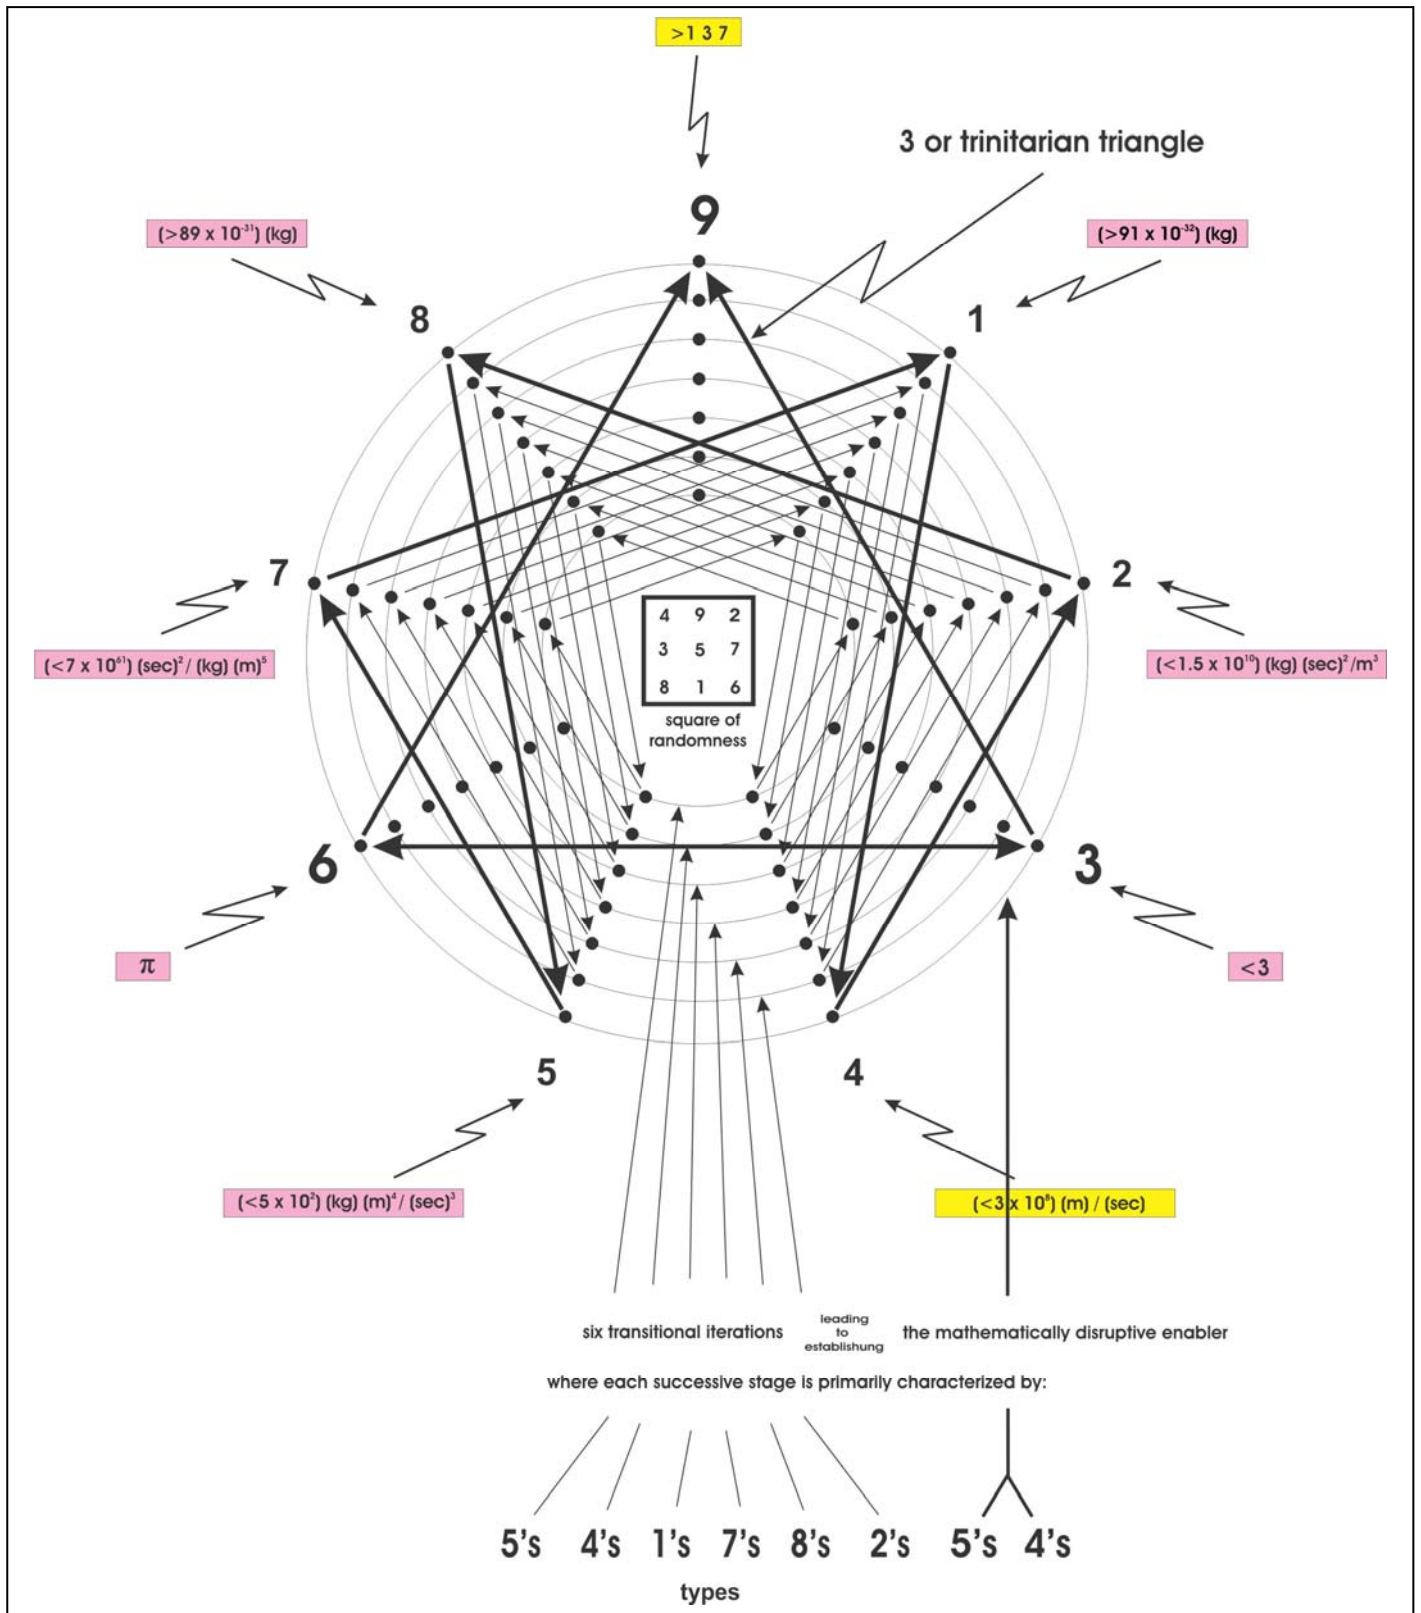 >1 3 7
3 or trinitarian triangle
9
(>89 x 10⁻³¹) (kg)
(>91 x 10⁻³²) (kg)
8
1
7
2
4 9 2
3 5 7
8 1 6
square of
randomness
(<7 x 10⁶¹) (sec)²/ (kg) (m)⁵
(<1.5 x 10¹⁰) (kg) (sec)²/m³
6
3
π
<3
5
4
(<5 x 10²) (kg) (m)⁴/ (sec)³
(<3 x 10⁸) (m) / (sec)
six transitional iterations
leading
to
establishung
the mathematically disruptive enabler
where each successive stage is primarily characterized by:
5's 4's 1's 7's 8's 2's 5's 4's
types